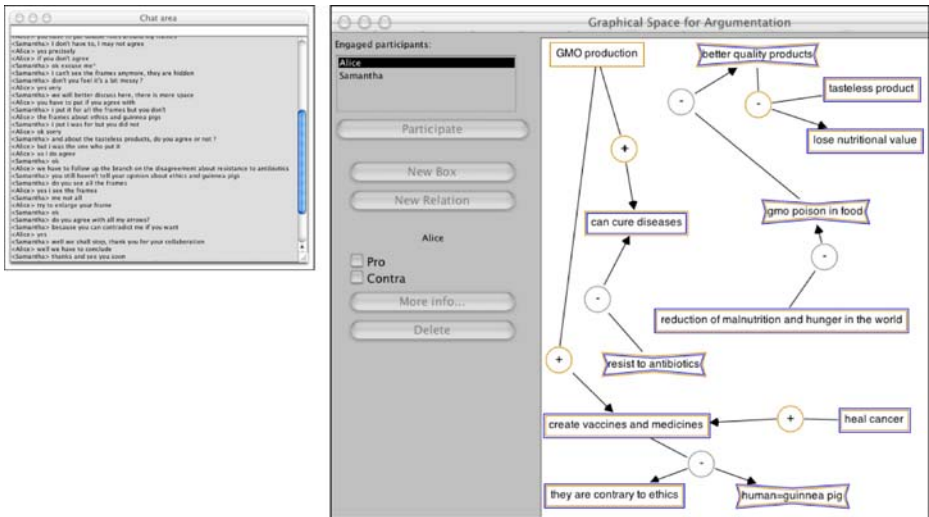 Chat area
<Samantha> I don't have to, I may not agree
<Alice> yes precisely
<Alice> if you don't agree
<Samantha> ok excuse me"
<Samantha> I can't see the frames anymore, they are hidden
<Samantha> don't you feel it's a bit messy ?
<Alice> yes very
<Samantha> we will better discuss here, there is more space
<Alice> you have to put if you agree with
<Samantha> I put it for all the frames but you don't
<Alice> the frames about ethics and guinnea pigs
<Samantha> I put I was for but you did not
<Alice> ok sorry
<Samantha> and about the tasteless products, do you agree or not ?
<Alice> but I was the one who put it
<Alice> so I do agree
<Samantha> ok
<Alice> we have to follow up the branch on the disagreement about resistance to antibiotics
<Samantha> you still haven't tell your opinion about ethics and guinnea pigs
<Samantha> do you see all the frames
<Alice> yes I see the frames
<Samantha> me not all
<Alice> try to enlarge your frame
<Samantha> ok
<Samantha> do you agree with all my arrows?
<Samantha> because you can contradict me if you want
<Alice> yes
<Samantha> well we shall stop, thank you for your collaboration
<Alice> well we have to conclude
<Samantha> thanks and see you soon
Graphical Space for Argumentation
Engaged participants:
Alice
Samantha
Participate
New Box
New Relation
Alice
Pro
Contra
More info...
Delete
GMO production
better quality products
tasteless product
-
-
lose nutritional value
+
can cure diseases
gmo poison in food
-
-
reduction of malnutrition and hunger in the world
+
resist to antibiotics
create vaccines and medicines
+
heal cancer
-
they are contrary to ethics
human=guinnea pig